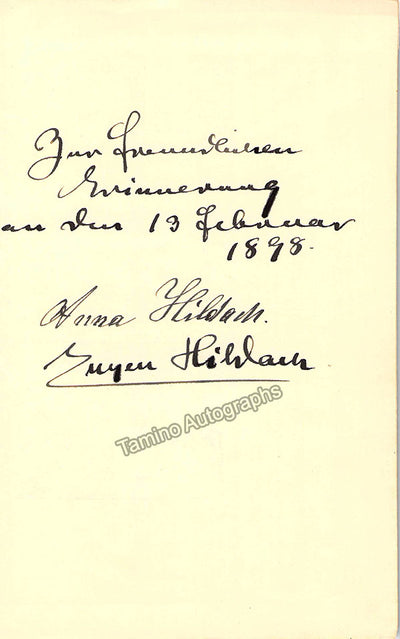 Zur freundlichen
Erinnerung
an den 13 Februar
1898.
Anna Hildach.
Eugen Hildach
Tamino Autographs